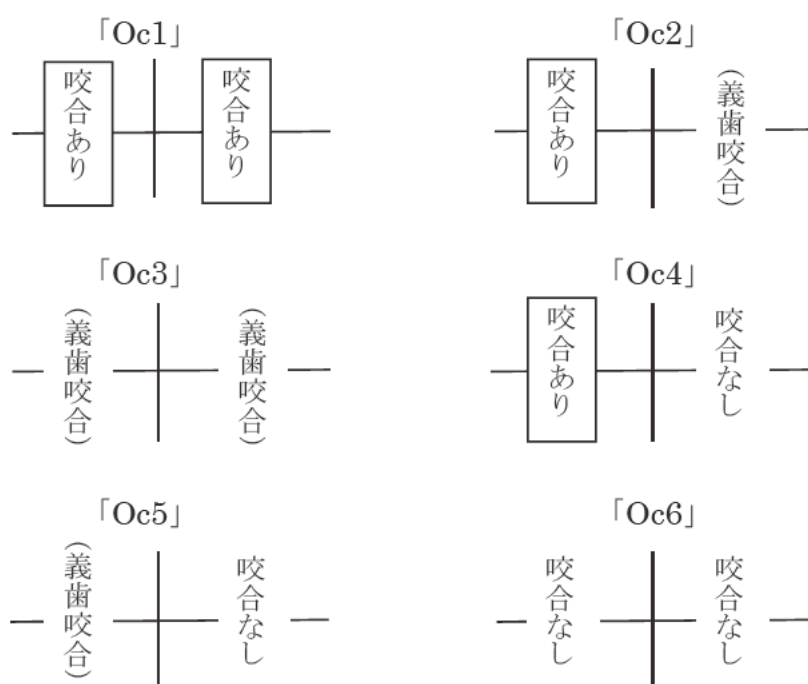 「Oc1」
咬合あり
咬合あり
「Oc2」
咬合あり
(義歯咬合)
「Oc3」
(義歯咬合)
(義歯咬合)
「Oc4」
咬合あり
咬合なし
「Oc5」
(義歯咬合)
咬合なし
「Oc6」
咬合なし
咬合なし